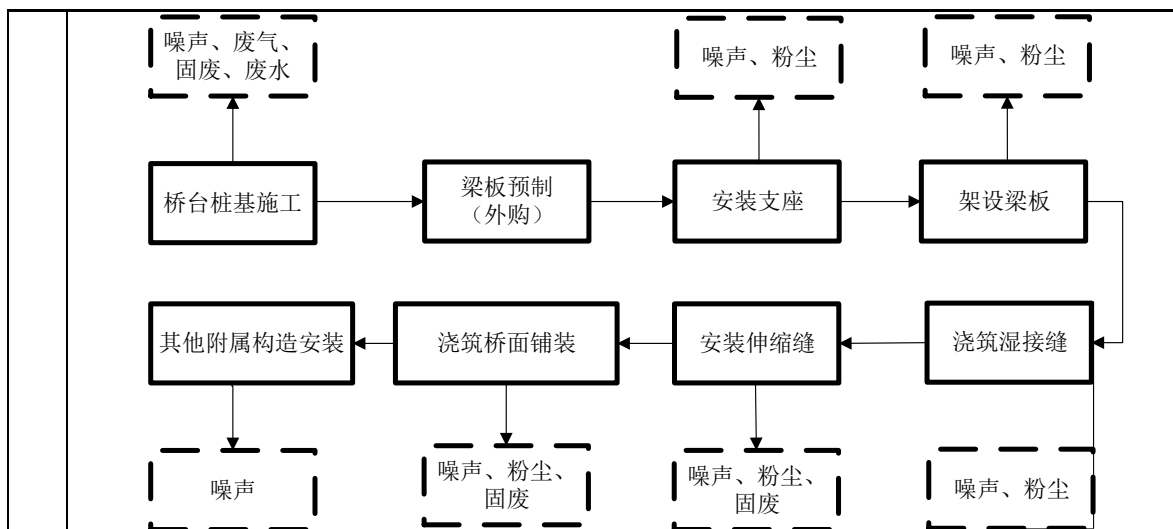 噪声、废气、
固废、废水
噪声、粉尘
噪声、粉尘
桥台桩基施工
梁板预制
（外购）
安装支座
架设梁板
其他附属构造安装
浇筑桥面铺装
安装伸缩缝
浇筑湿接缝
噪声
噪声、粉尘、
固废
噪声、粉尘、
固废
噪声、粉尘